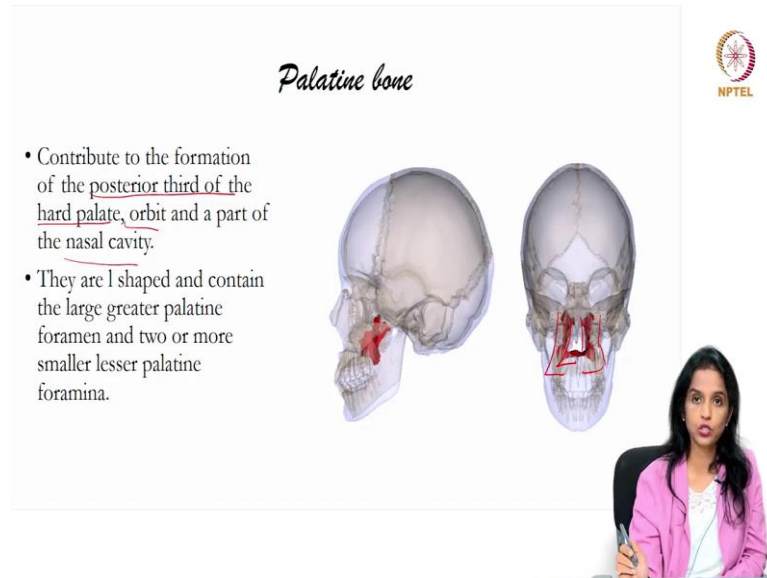 Palatine bone
NPTEL
• Contribute to the formation
of the posterior third of the
hard palate, orbit and a part of
the nasal cavity.
• They are l shaped and contain
the large greater palatine
foramen and two or more
smaller lesser palatine
foramina.